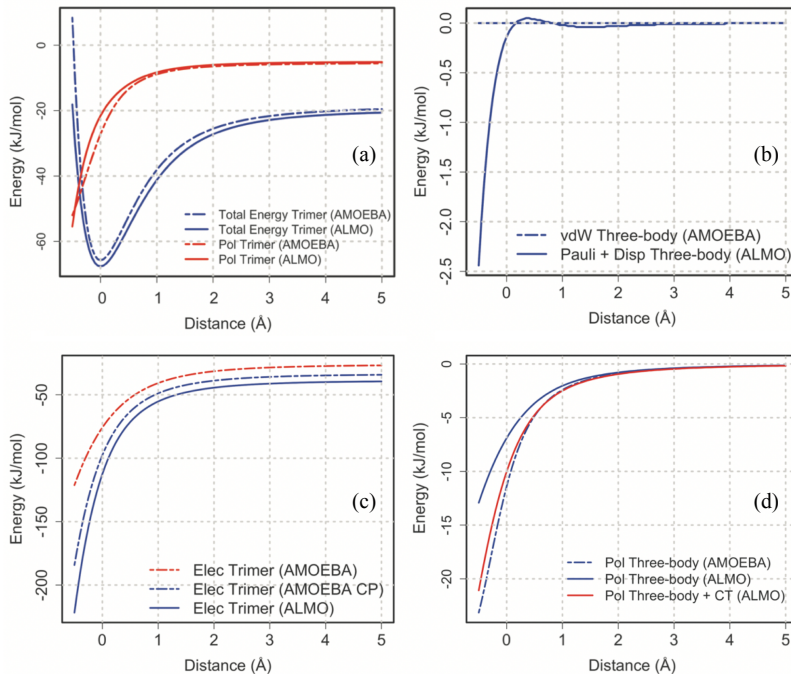 0
20
40
60
Energy (kJ/mol)
(a)
Total Energy Trimer (AMOEBA)
Total Energy Trimer (ALMO)
Pol Trimer (AMOEBA)
Pol Trimer (ALMO)
0 1 2 3 4 5
Distance (Å)
0.0
-0.5
-1.0
-1.5
-2.0
-2.5
Energy (kJ/mol)
(b)
vdW Three-body (AMOEBA)
Pauli + Disp Three-body (ALMO)
0 1 2 3 4 5
Distance (Å)
50
-100
-150
-200
Energy (kJ/mol)
(c)
Elec Trimer (AMOEBA)
Elec Trimer (AMOEBA CP)
Elec Trimer (ALMO)
0 1 2 3 4 5
Distance (Å)
0
-5
-10
-15
-20
Energy (kJ/mol)
(d)
Pol Three-body (AMOEBA)
Pol Three-body (ALMO)
Pol Three-body + CT (ALMO)
0 1 2 3 4 5
Distance (Å)